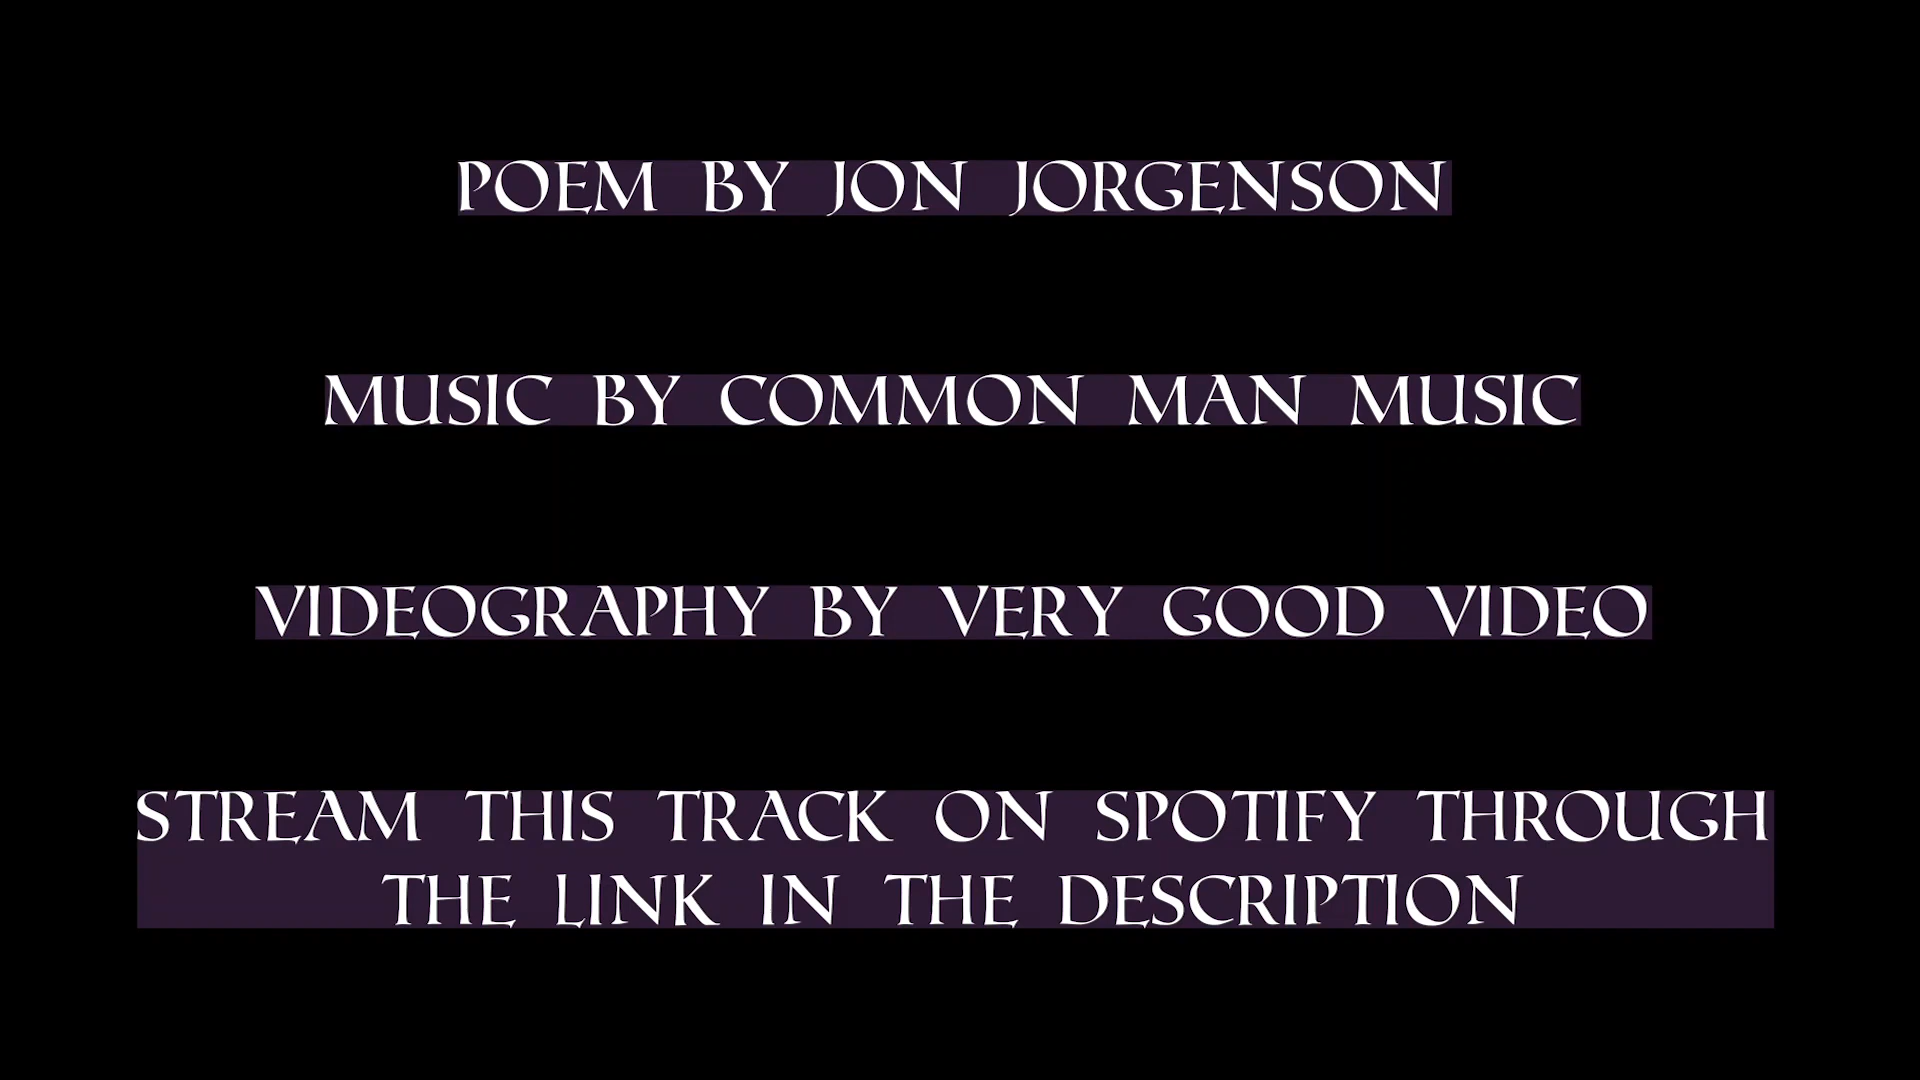 POEM BY JON JORGENSON
MUSIC BY COMMON MAN MUSIC
VIDEOGRAPHY BY VERY GOOD VIDEO
STREAM THIS TRACK ON SPOTIFY THROUGH
THE LINK IN THE DESCRIPTION